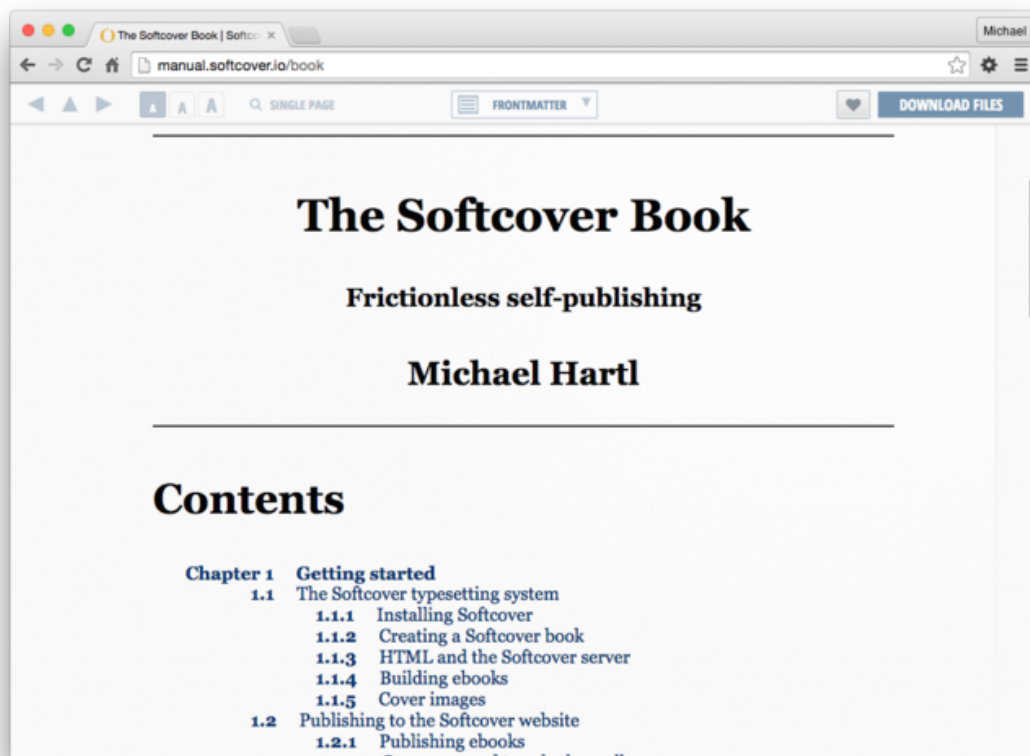 The Softcover Book | Softco
Michael
manual.softcover.io/book
A A A SINGLE PAGE FRONTMATTER DOWNLOAD FILES
The Softcover Book
Frictionless self-publishing
Michael Hartl
Contents
Chapter 1 Getting started
1.1 The Softcover typesetting system
1.1.1 Installing Softcover
1.1.2 Creating a Softcover book
1.1.3 HTML and the Softcover server
1.1.4 Building ebooks
1.1.5 Cover images
1.2 Publishing to the Softcover website
1.2.1 Publishing ebooks